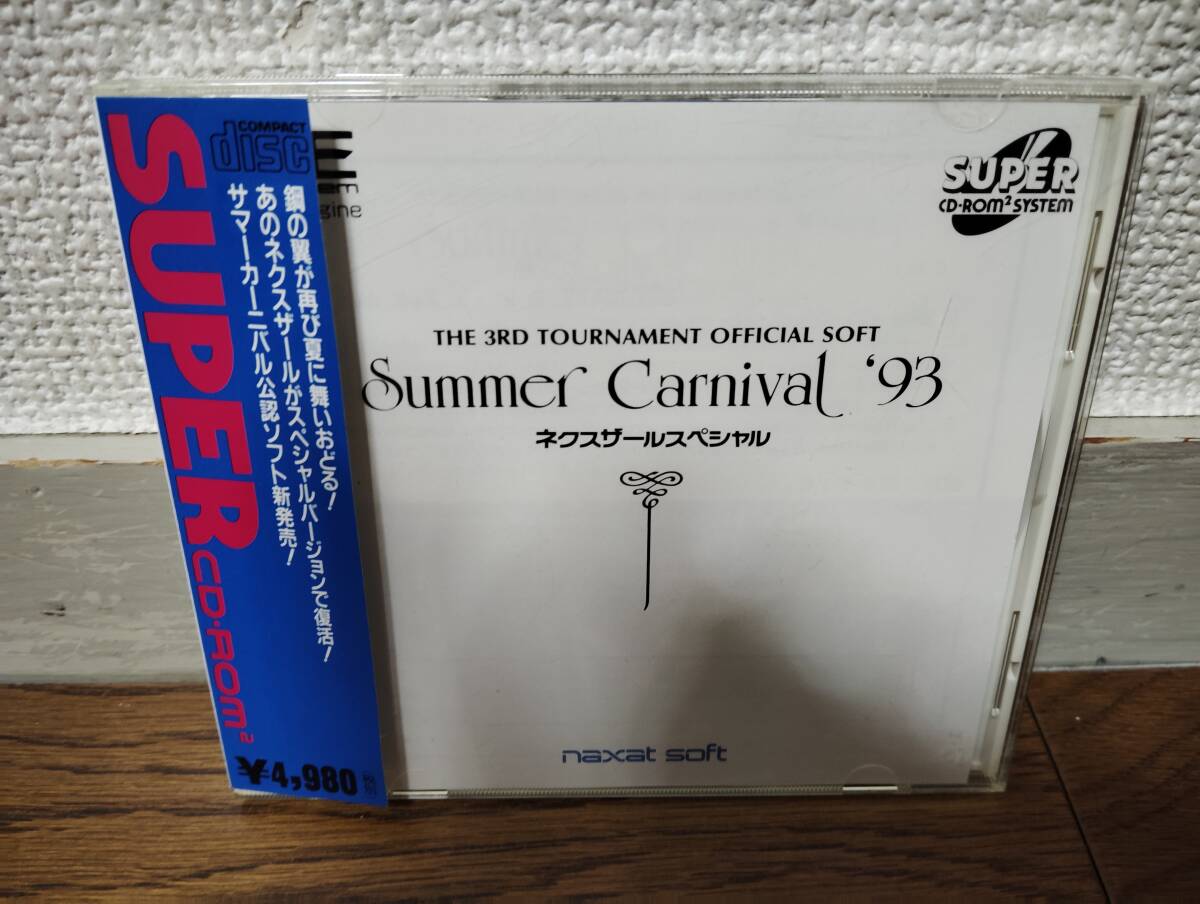 COMPACT
disc
SUPER CD-ROM²
鋼の翼が再び夏に舞いおどる！
あのネクスザールがスペシャルバージョンで復活！
サマーカーニバル公認ソフト新発売！
¥4,980
SUPER
CD-ROM² SYSTEM
THE 3RD TOURNAMENT OFFICIAL SOFT
Summer Carnival '93
ネクスザールスペシャル
naxat soft